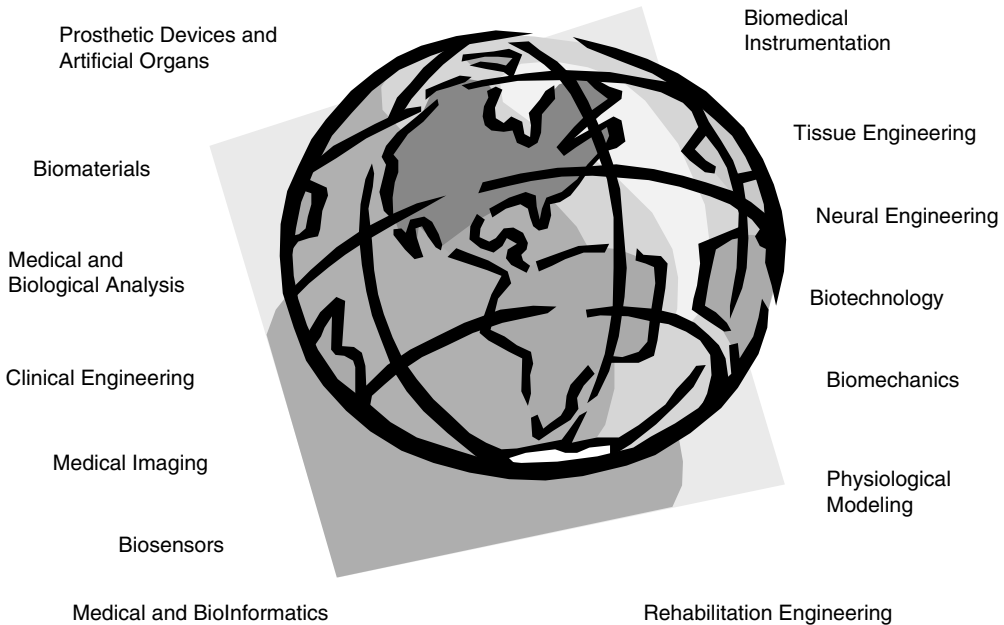 Prosthetic Devices and
Artificial Organs
Biomaterials
Medical and
Biological Analysis
Clinical Engineering
Medical Imaging
Biosensors
Medical and BioInformatics
Biomedical
Instrumentation
Tissue Engineering
Neural Engineering
Biotechnology
Biomechanics
Physiological
Modeling
Rehabilitation Engineering